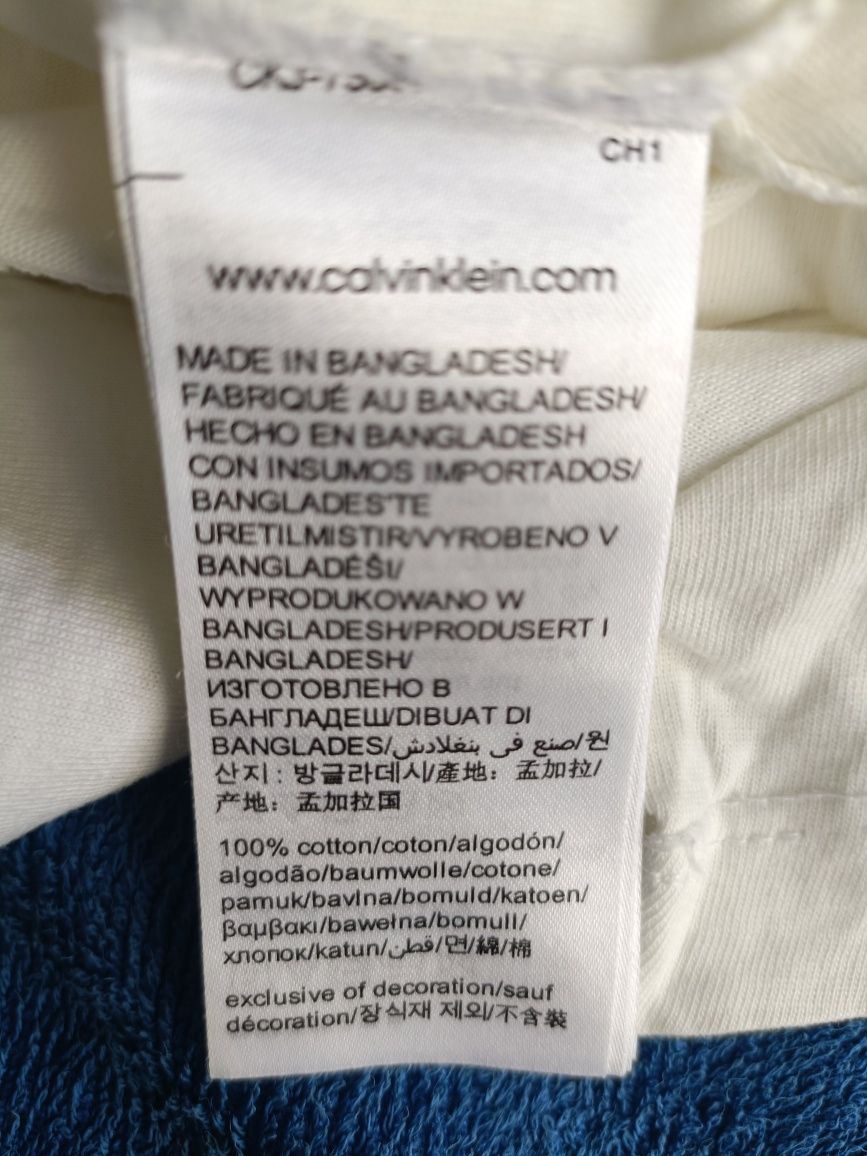 CH1
www.calvinklein.com
MADE IN BANGLADESH/
FABRIQUÉ AU BANGLADESH/
HECHO EN BANGLADESH
CON INSUMOS IMPORTADOS/
BANGLADES'TE
URETILMISTIR/VYROBENO V
BANGLADÉŠI/
WYPRODUKOWANO W
BANGLADESH/PRODUSERT I
BANGLADESH/
ИЗГОТОВЛЕНО В
БАНГЛАДЕШ/DIBUAT DI
BANGLADES/صنع فى بنغلادش/원
산지 : 방글라데시/產地：孟加拉/
产地：孟加拉国
100% cotton/coton/algodón/
algodão/baumwolle/cotone/
pamuk/bavlna/bomuld/katoen/
βαμβακι/bawełna/bomull/
хлопок/katun/قطن/면/綿/棉
exclusive of decoration/sauf
décoration/장식재 제외/不含裝